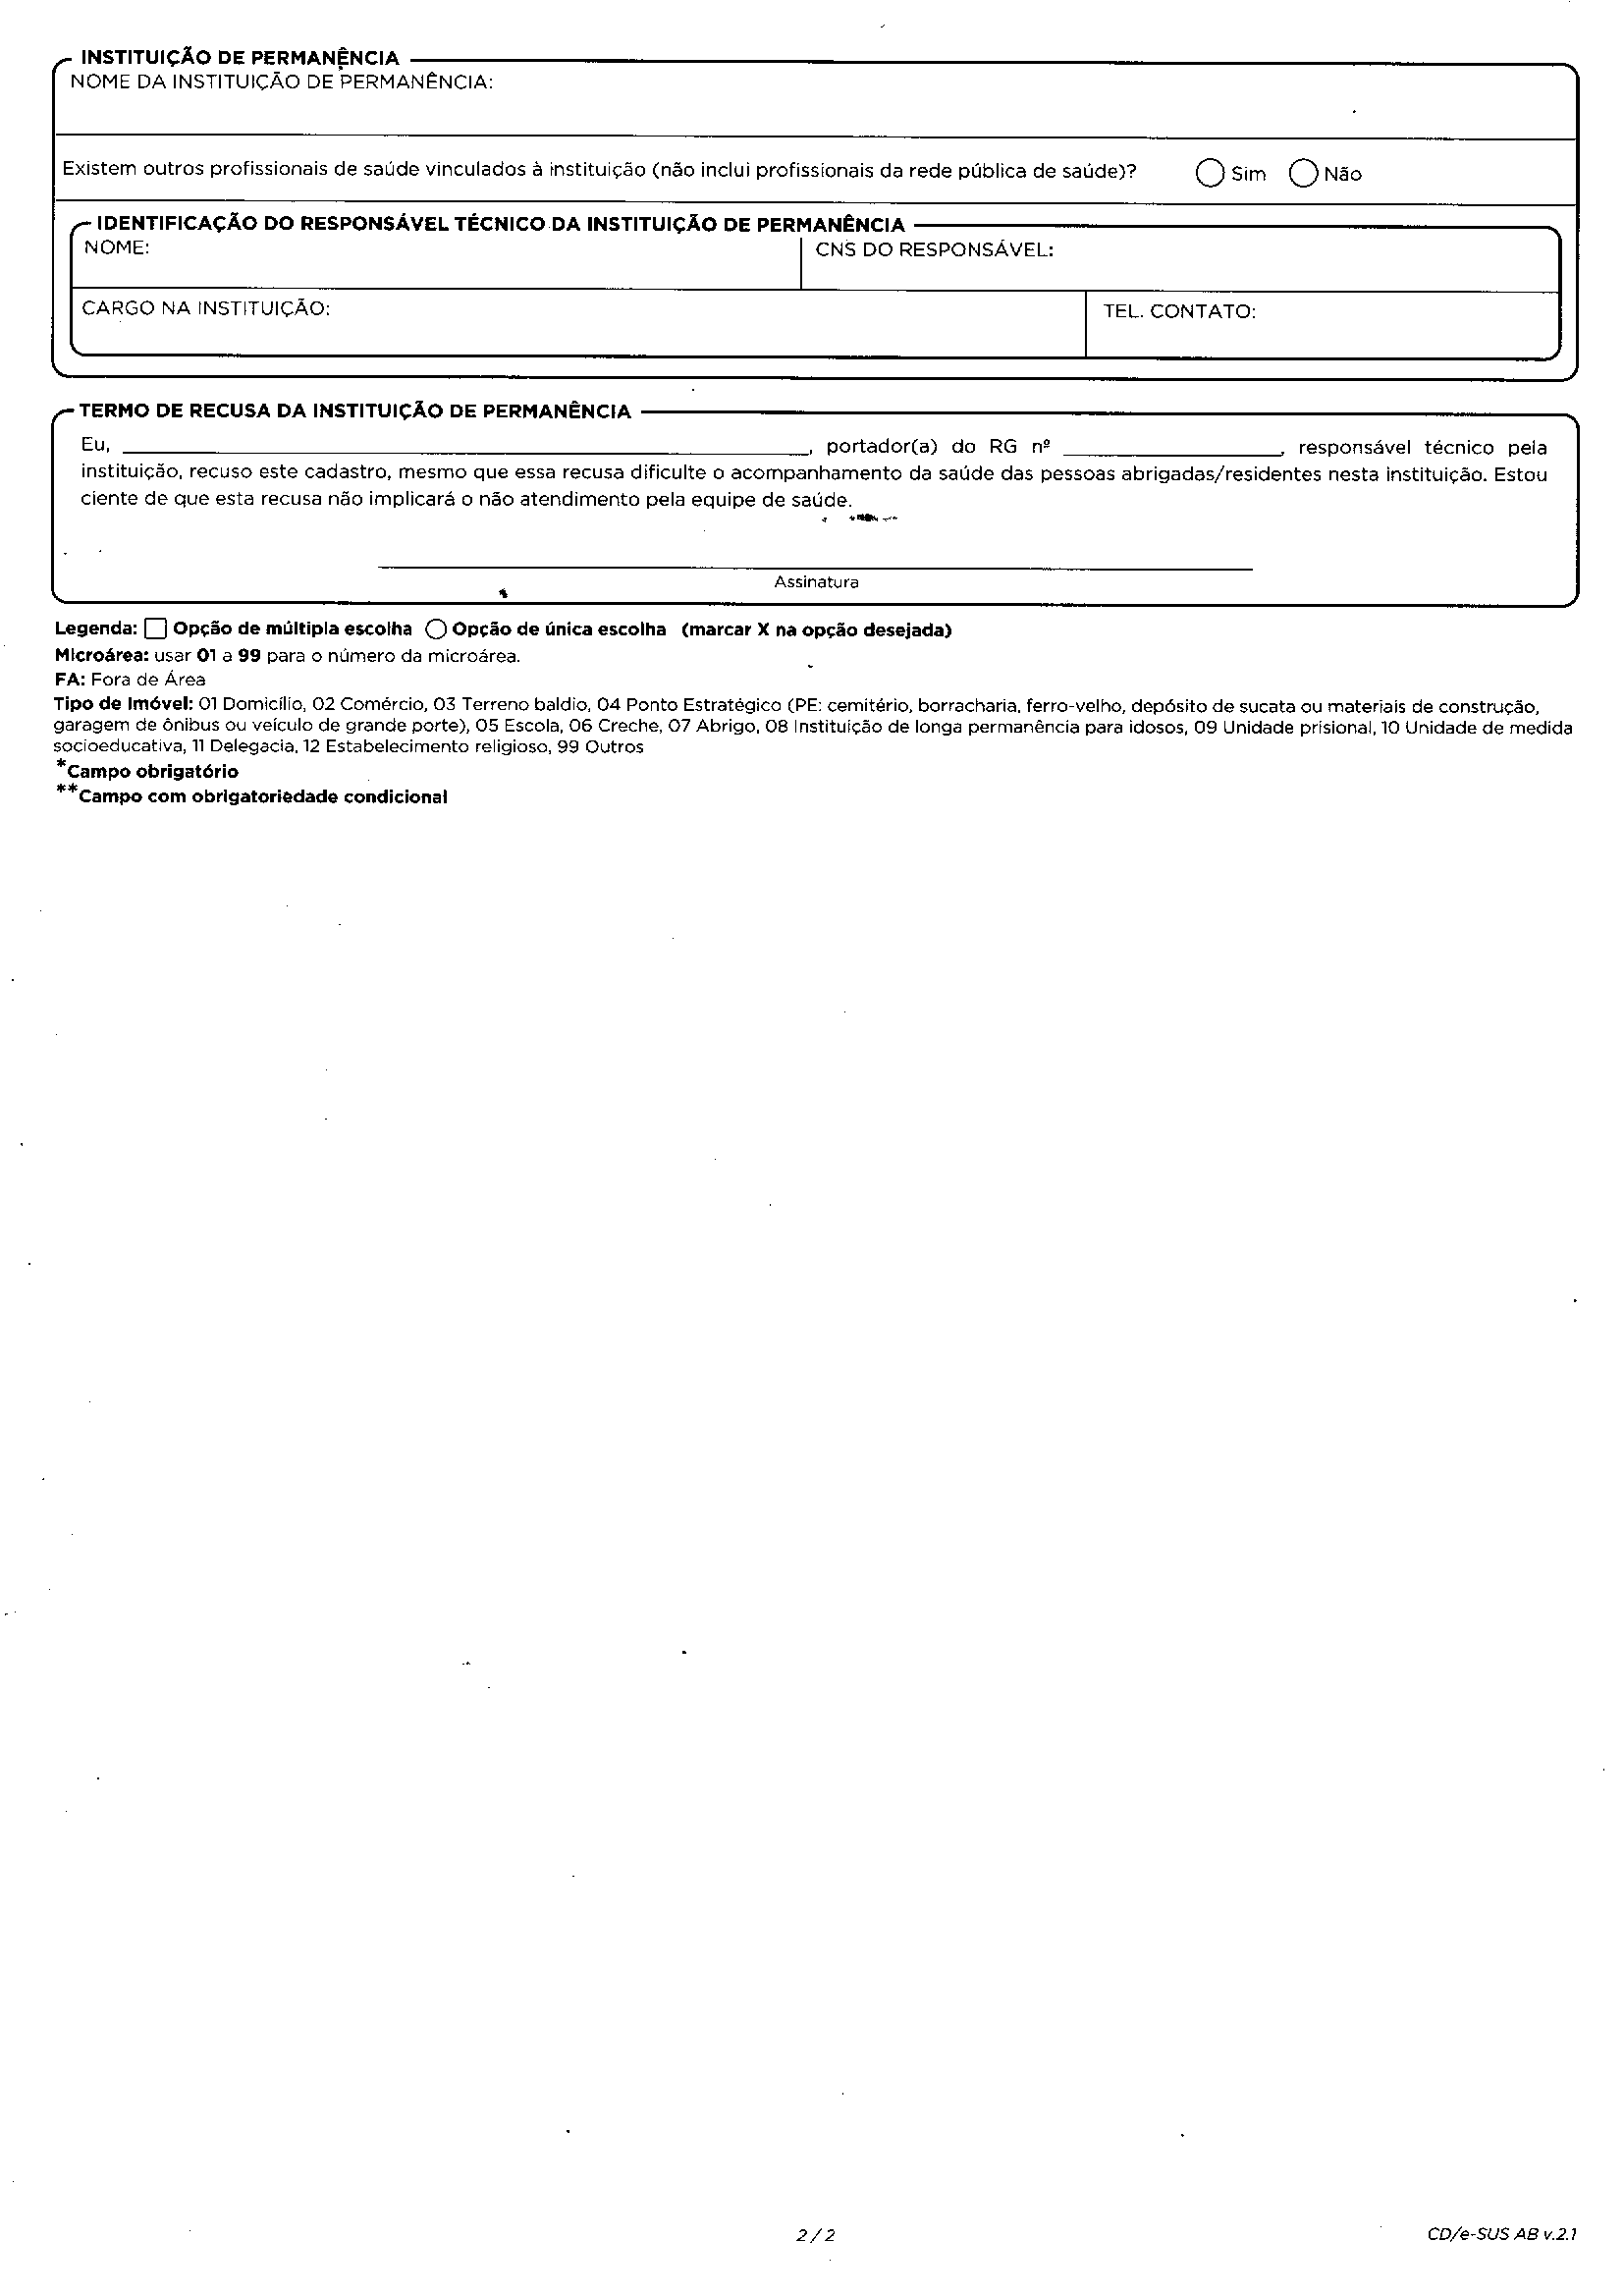 INSTITUIÇÃO DE PERMANÊNCIA
NOME DA INSTITUIÇÃO DE PERMANÊNCIA:
Existem outros profissionais de saúde vinculados à instituição (não inclui profissionais da rede pública de saúde)? Sim Não
IDENTIFICAÇÃO DO RESPONSÁVEL TÉCNICO DA INSTITUIÇÃO DE PERMANÊNCIA
NOME: CNS DO RESPONSÁVEL:
CARGO NA INSTITUIÇÃO: TEL. CONTATO:
TERMO DE RECUSA DA INSTITUIÇÃO DE PERMANÊNCIA
Eu, ____, portador(a) do RG nº ____, responsável técnico pela
instituição, recuso este cadastro, mesmo que essa recusa dificulte o acompanhamento da saúde das pessoas abrigadas/residentes nesta instituição. Estou
ciente de que esta recusa não implicará o não atendimento pela equipe de saúde.
Assinatura
Legenda: Opção de múltipla escolha Opção de única escolha (marcar X na opção desejada)
Microárea: usar 01 a 99 para o número da microárea.
FA: Fora de Área
Tipo de Imóvel: 01 Domicílio, 02 Comércio, 03 Terreno baldio, 04 Ponto Estratégico (PE: cemitério, borracharia, ferro-velho, depósito de sucata ou materiais de construção,
garagem de ônibus ou veículo de grande porte), 05 Escola, 06 Creche, 07 Abrigo, 08 Instituição de longa permanência para idosos, 09 Unidade prisional, 10 Unidade de medida
socioeducativa, 11 Delegacia, 12 Estabelecimento religioso, 99 Outros
*Campo obrigatório
**Campo com obrigatoriedade condicional
2 / 2
CD/e-SUS AB v.2.1